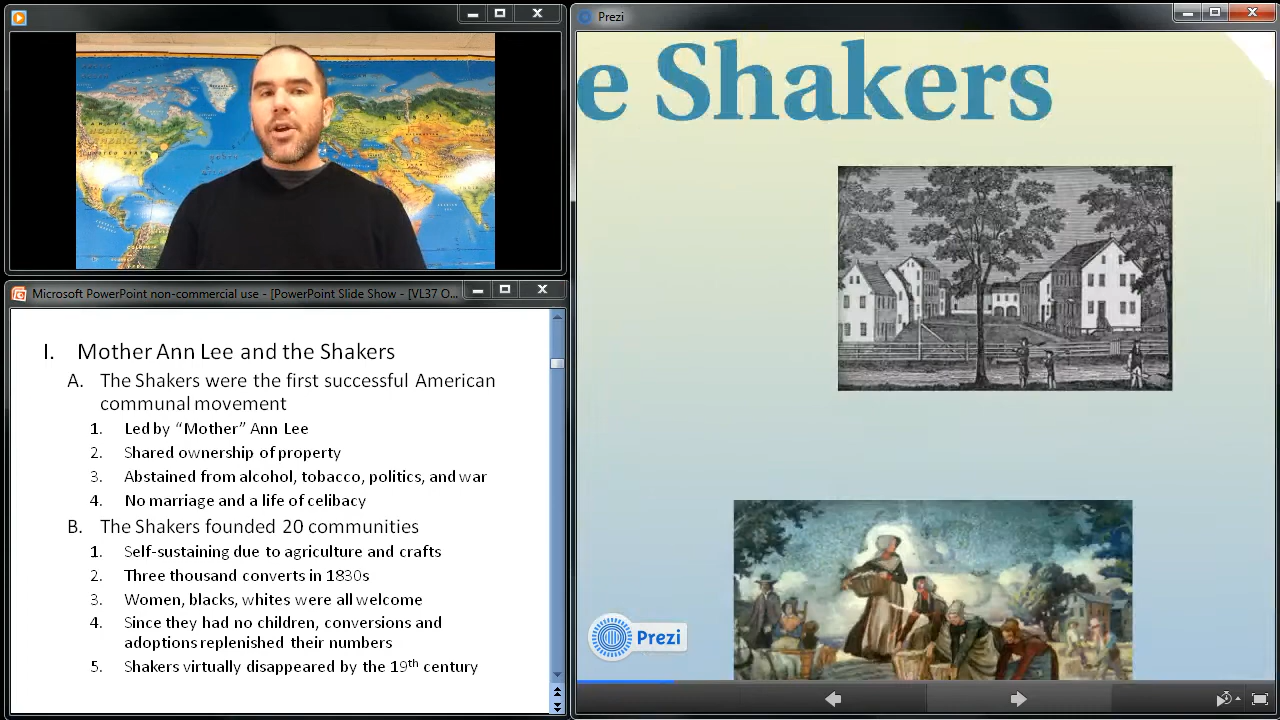 Prezi
e Shakers
Microsoft PowerPoint non-commercial use - [PowerPoint Slide Show - [VL37 O...
I. Mother Ann Lee and the Shakers
A. The Shakers were the first successful American
communal movement
1. Led by “Mother” Ann Lee
2. Shared ownership of property
3. Abstained from alcohol, tobacco, politics, and war
4. No marriage and a life of celibacy
B. The Shakers founded 20 communities
1. Self-sustaining due to agriculture and crafts
2. Three thousand converts in 1830s
3. Women, blacks, whites were all welcome
4. Since they had no children, conversions and
adoptions replenished their numbers
5. Shakers virtually disappeared by the 19th century
Prezi